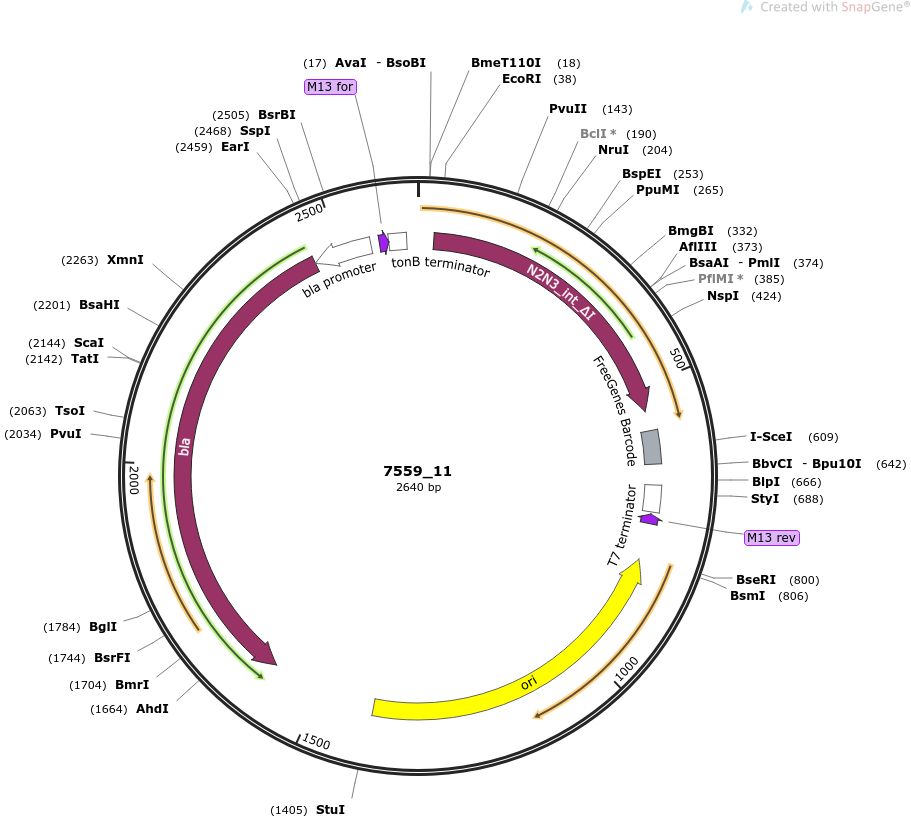 Created with SnapGene®
(17) AvaI - BsoBI
BmeT110I (18)
EcoRI (38)
M13 for
PvuII (143)
(2505) BsrBI
(2468) SspI
(2459) EarI
BclI * (190)
NruI (204)
BspEI (253)
PpuMI (265)
2500
BmgBI (332)
AflIII (373)
BsaAI - PmlI (374)
PflMI * (385)
NspI (424)
bla promoter
tonB terminator
N2N3_int_ΔI
(2263) XmnI
(2201) BsaHI
(2144) ScaI
(2142) TatI
500
FreeGenes Barcode
(2063) TsoI
(2034) PvuI
bla
I-SceI (609)
BbvCI - Bpu10I (642)
BlpI (666)
StyI (688)
7559_11
2640 bp
2000
T7 terminator
M13 rev
BseRI (800)
BsmI (806)
(1784) BglI
(1744) BsrFI
(1704) BmrI
(1664) AhdI
ori
1000
1500
(1405) StuI